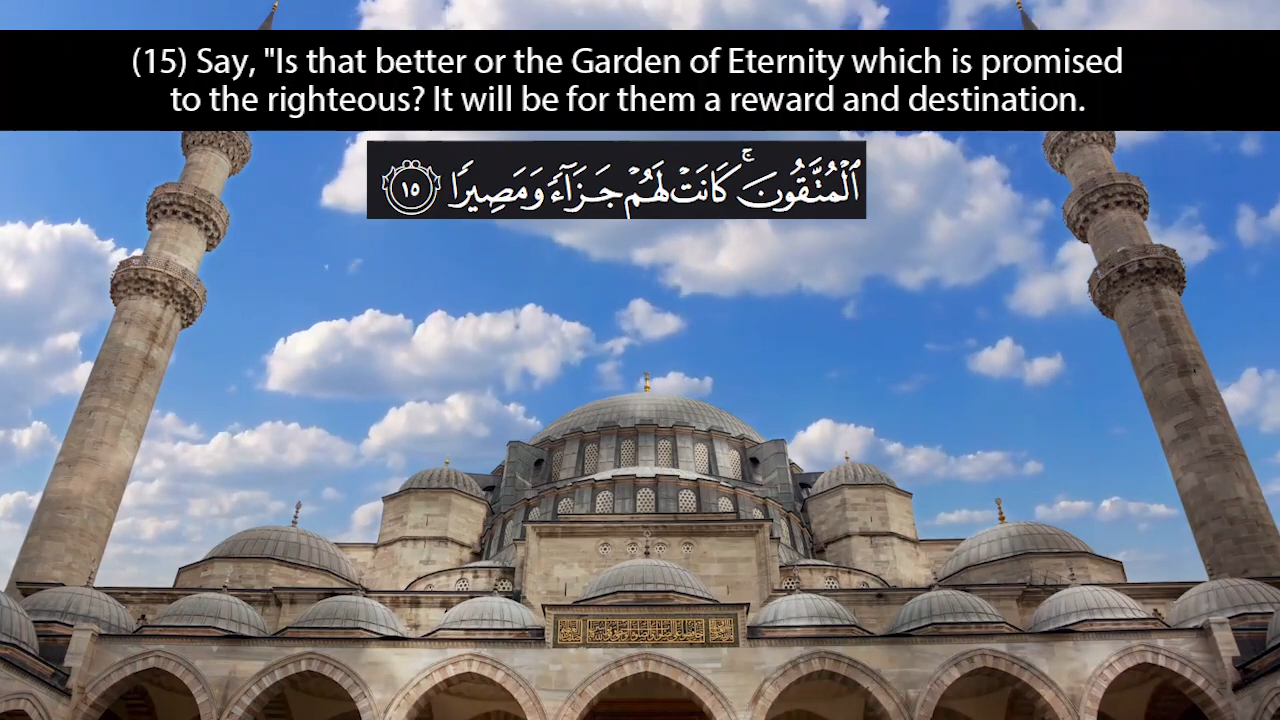 (15) Say, "Is that better or the Garden of Eternity which is promised
to the righteous? It will be for them a reward and destination.
ٱلْمُتَّقُونَ ۚ كَانَتْ لَهُمْ جَزَآءً وَمَصِيرًا ١٥